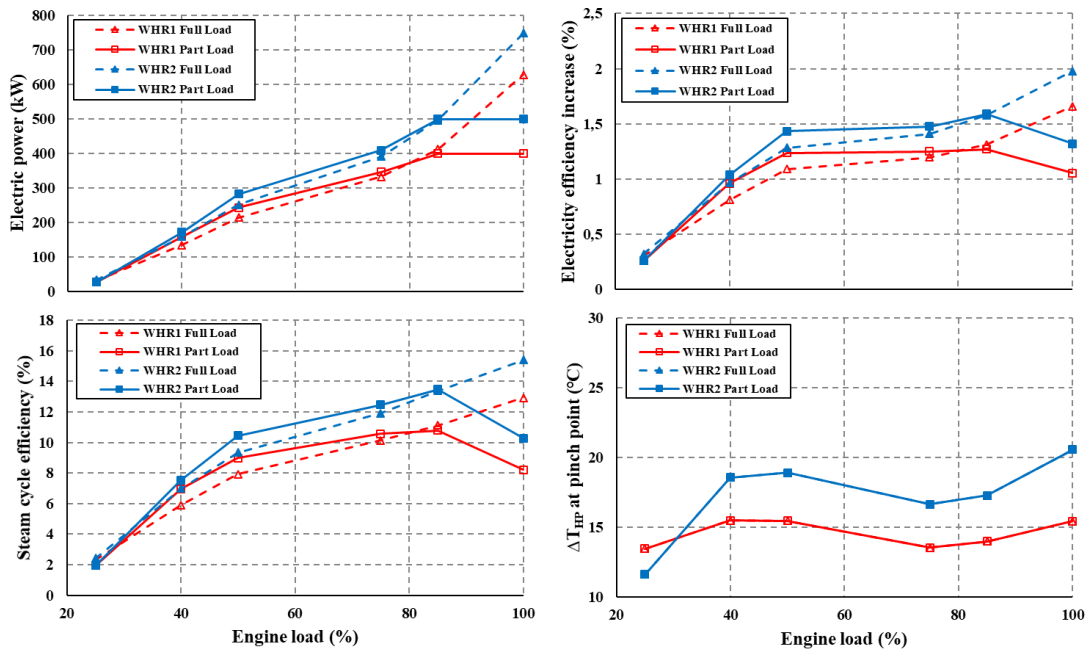 Electric power (kW)
800
700
600
500
400
300
200
100
0
WHR1 Full Load
WHR1 Part Load
WHR2 Full Load
WHR2 Part Load
Electricity efficiency increase (%)
2,5
2
1,5
1
0,5
0
WHR1 Full Load
WHR1 Part Load
WHR2 Full Load
WHR2 Part Load
Steam cycle efficiency (%)
18
16
14
12
10
8
6
4
2
0
WHR1 Full Load
WHR1 Part Load
WHR2 Full Load
WHR2 Part Load
20
40
60
80
100
Engine load (%)
ΔT_HP at pinch point (°C)
30
25
20
15
10
WHR1 Full Load
WHR1 Part Load
WHR2 Full Load
WHR2 Part Load
20
40
60
80
100
Engine load (%)